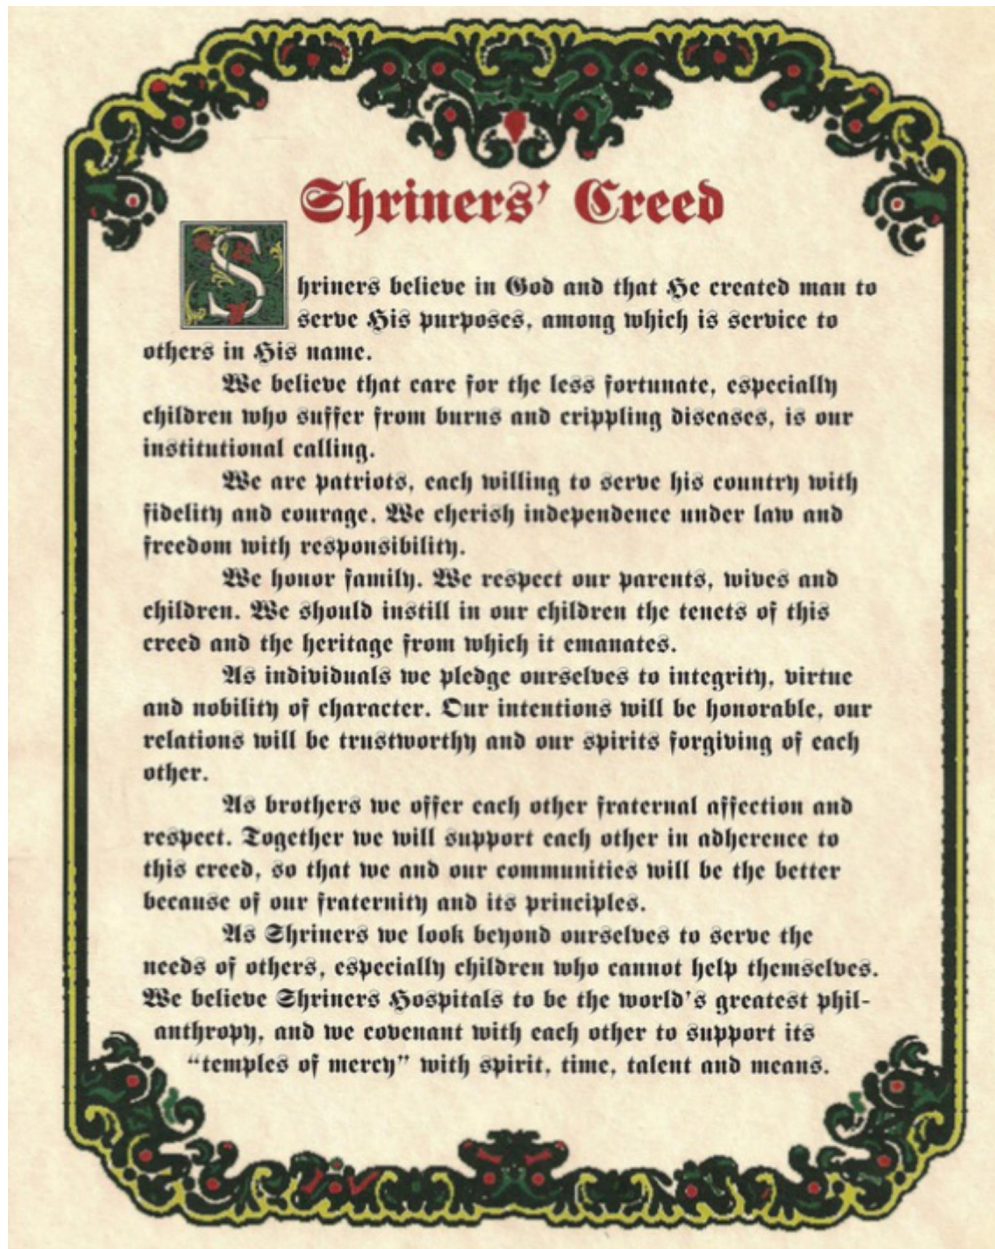 Shriners' Creed
Shriners believe in God and that He created man to
serve His purposes, among which is service to
others in His name.
We believe that care for the less fortunate, especially
children who suffer from burns and crippling diseases, is our
institutional calling.
We are patriots, each willing to serve his country with
fidelity and courage. We cherish independence under law and
freedom with responsibility.
We honor family. We respect our parents, wives and
children. We should instill in our children the tenets of this
creed and the heritage from which it emanates.
As individuals we pledge ourselves to integrity, virtue
and nobility of character. Our intentions will be honorable, our
relations will be trustworthy and our spirits forgiving of each
other.
As brothers we offer each other fraternal affection and
respect. Together we will support each other in adherence to
this creed, so that we and our communities will be the better
because of our fraternity and its principles.
As Shriners we look beyond ourselves to serve the
needs of others, especially children who cannot help themselves.
We believe Shriners Hospitals to be the world's greatest phil-
anthropy, and we covenant with each other to support its
“temples of mercy” with spirit, time, talent and means.